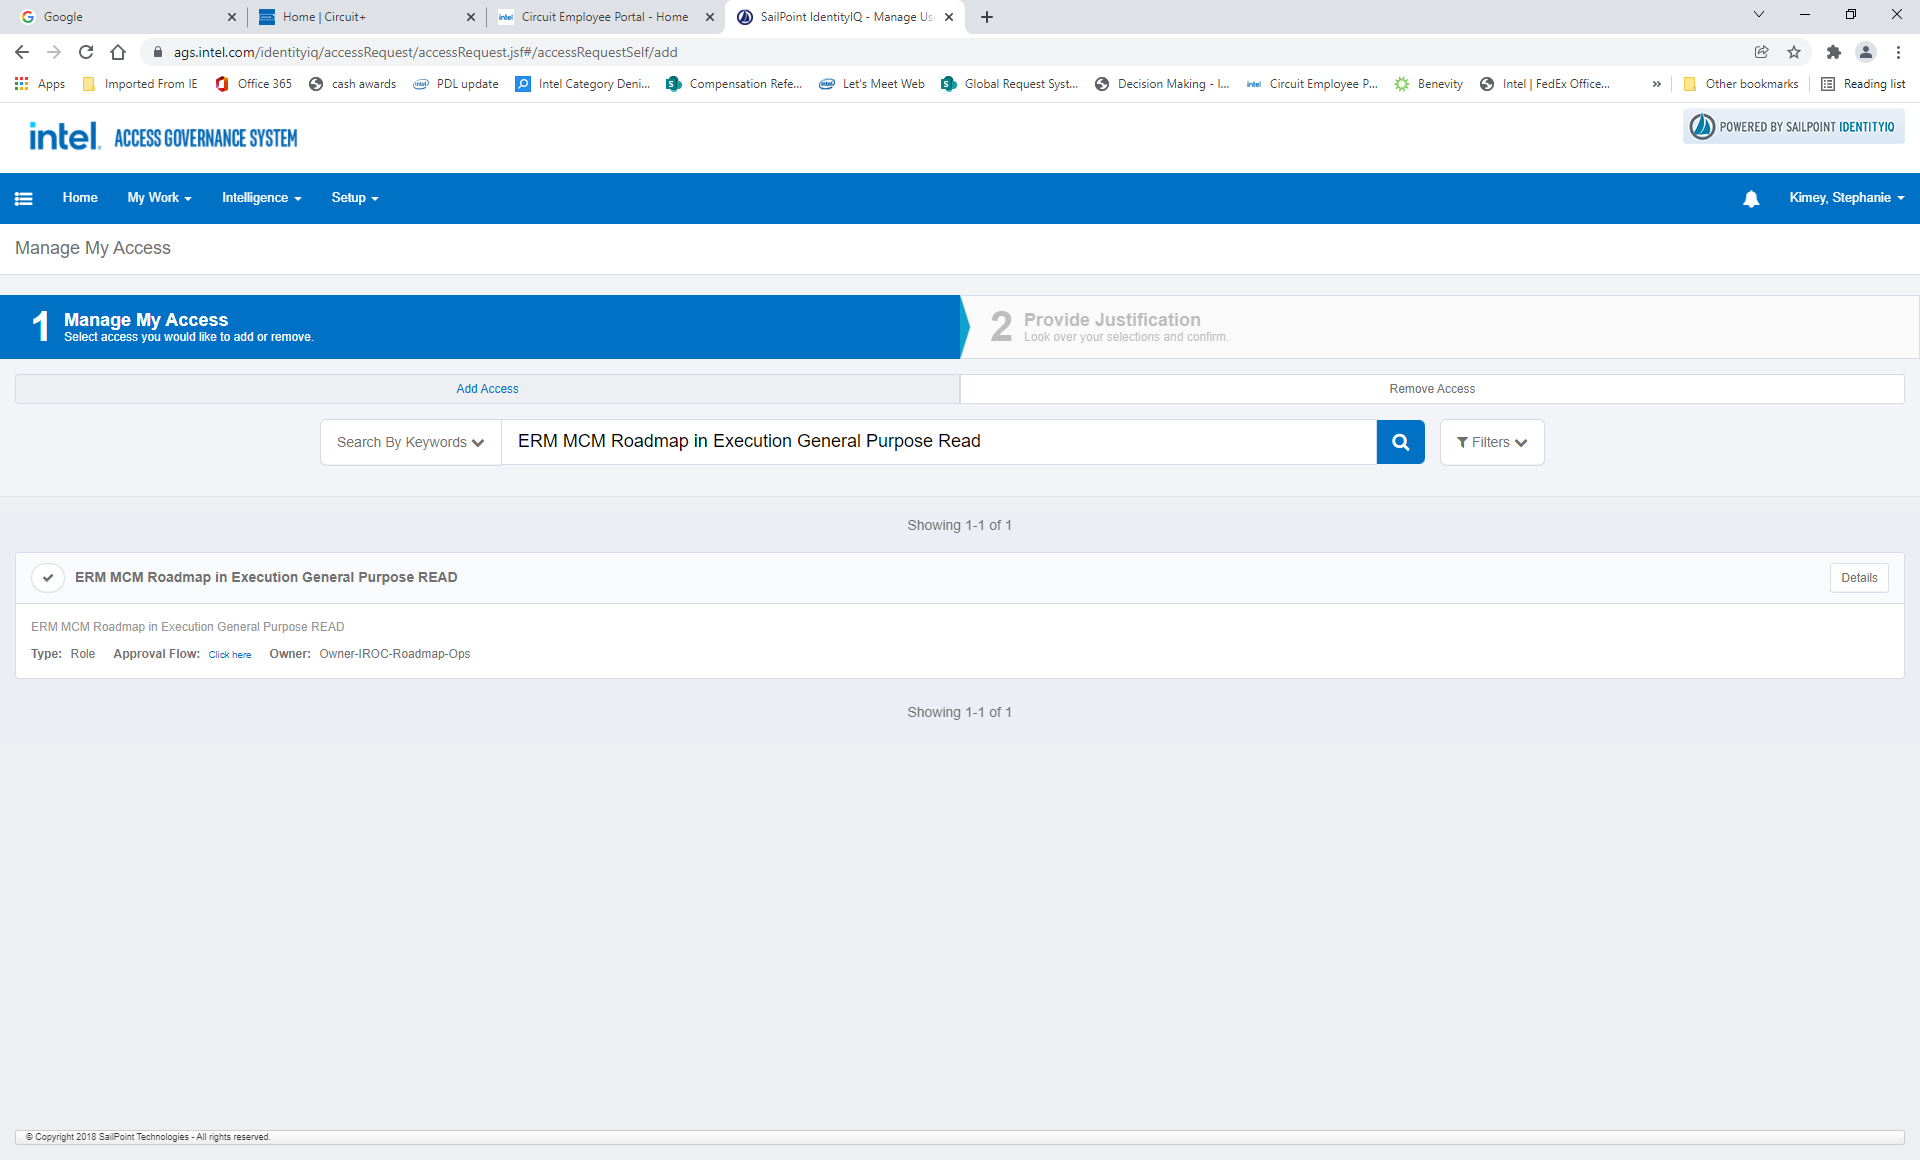 Google
Home | Circuit+
intel Circuit Employee Portal - Home
SailPoint IdentityIQ - Manage Us
ags.intel.com/identityiq/accessRequest/accessRequest.jsf#/accessRequestSelf/add
Apps Imported From IE Office 365 cash awards intel PDL update Intel Category Deni... Compensation Refe... intel Let's Meet Web Global Request Syst... Decision Making - I... intel Circuit Employee P... Benevity Intel | FedEx Office... » Other bookmarks Reading list
intel. ACCESS GOVERNANCE SYSTEM
POWERED BY SAILPOINT IDENTITYIQ
Home My Work Intelligence Setup Kimey, Stephanie
Manage My Access
1 Manage My Access
Select access you would like to add or remove.
2 Provide Justification
Look over your selections and confirm.
Add Access Remove Access
Search By Keywords ERM MCM Roadmap in Execution General Purpose Read Filters
Showing 1-1 of 1
ERM MCM Roadmap in Execution General Purpose READ Details
ERM MCM Roadmap in Execution General Purpose READ
Type: Role Approval Flow: Click here Owner: Owner-IROC-Roadmap-Ops
Showing 1-1 of 1
© Copyright 2018 SailPoint Technologies - All rights reserved.